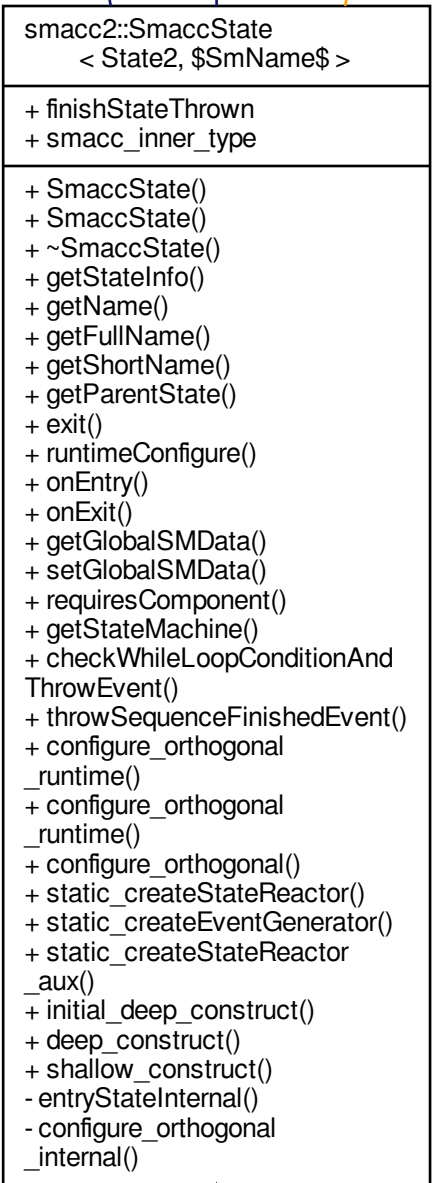 smacc2::SmaccState
< State2, $SmName$ >
+ finishStateThrown
+ smacc_inner_type
+ SmaccState()
+ SmaccState()
+ ~SmaccState()
+ getStateInfo()
+ getName()
+ getFullName()
+ getShortName()
+ getParentState()
+ exit()
+ runtimeConfigure()
+ onEntry()
+ onExit()
+ getGlobalSMData()
+ setGlobalSMData()
+ requiresComponent()
+ getStateMachine()
+ checkWhileLoopConditionAnd
ThrowEvent()
+ throwSequenceFinishedEvent()
+ configure_orthogonal
_runtime()
+ configure_orthogonal
_runtime()
+ configure_orthogonal()
+ static_createStateReactor()
+ static_createEventGenerator()
+ static_createStateReactor
_aux()
+ initial_deep_construct()
+ deep_construct()
+ shallow_construct()
- entryStateInternal()
- configure_orthogonal
_internal()